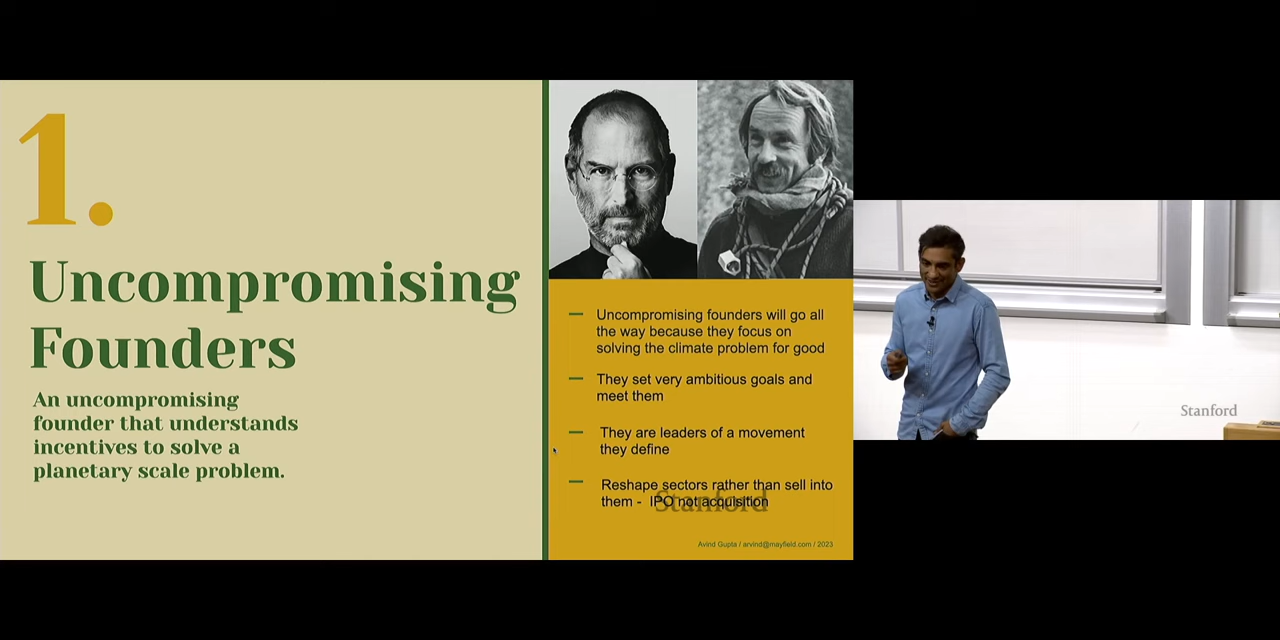 1.
Uncompromising
Founders
An uncompromising
founder that understands
incentives to solve a
planetary scale problem.
— Uncompromising founders will go all
the way because they focus on
solving the climate problem for good
— They set very ambitious goals and
meet them
— They are leaders of a movement
they define
— Reshape sectors rather than sell into
them - IPO not acquisition
Stanford
Avind Gupta / arvind@mayfield.com / 2023
Stanford